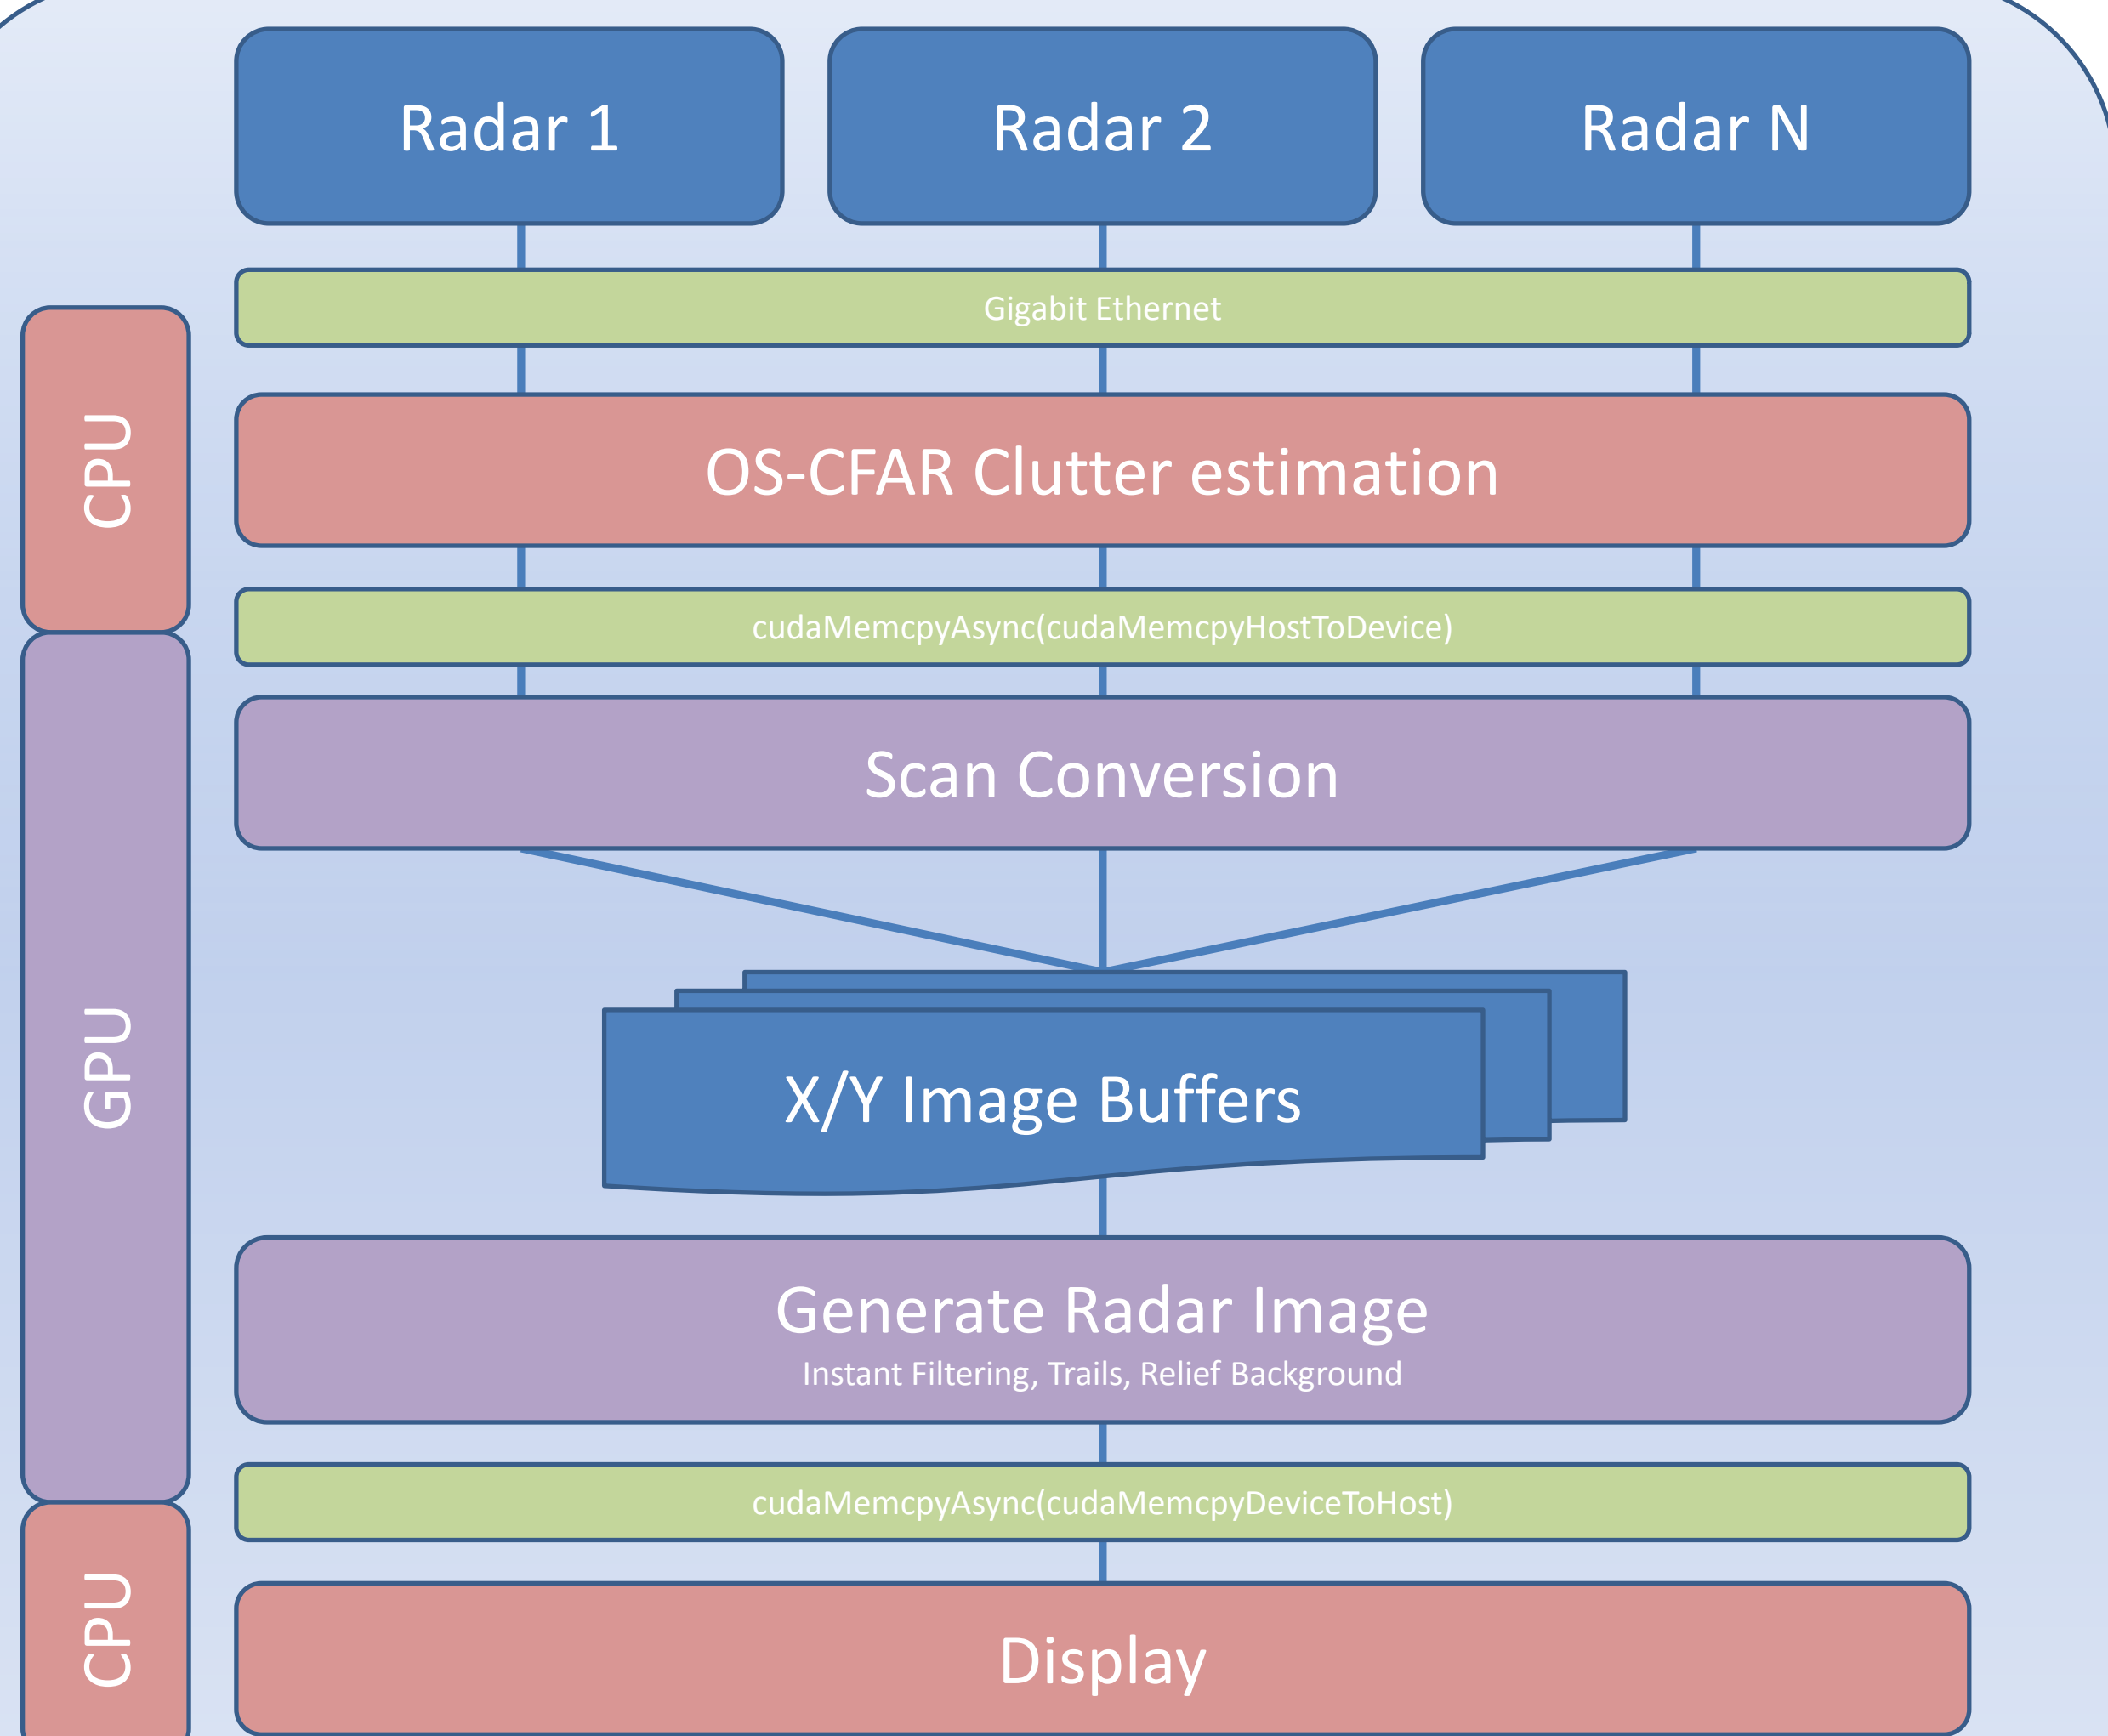 Radar 1
Radar 2
Radar N
Gigabit Ethernet
CPU
OS-CFAR Clutter estimation
cudaMemcpyAsync(cudaMemcpyHostToDevice)
GPU
Scan Conversion
X/Y Image Buffers
Generate Radar Image
Instant Filtering, Trails, Relief Background
cudaMemcpyAsync(cudaMemcpyDeviceToHost)
CPU
Display